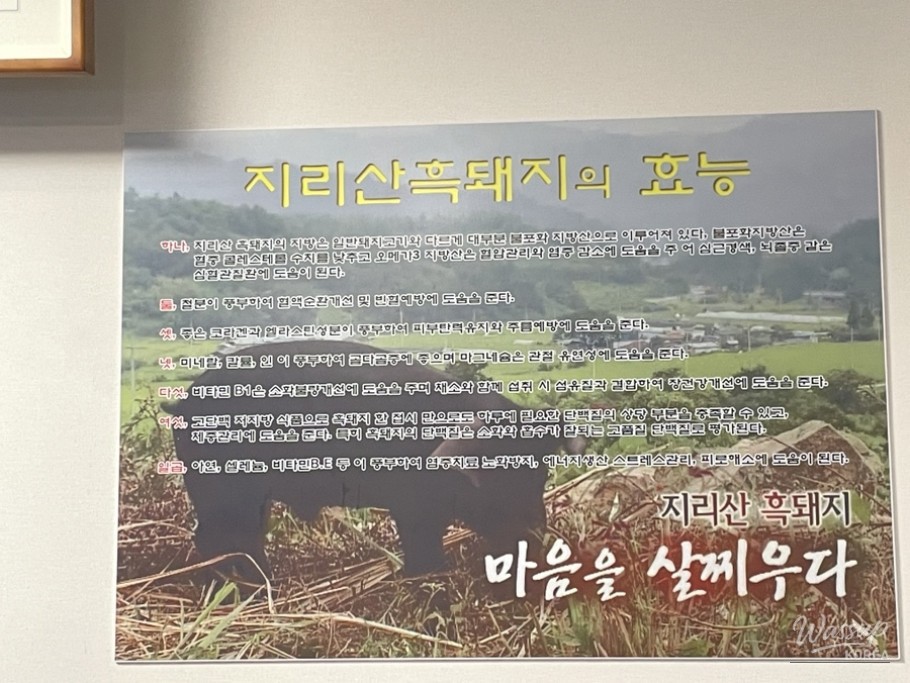 지리산흑돼지의 효능
하나, 지리산 흑돼지의 지방은 일반돼지고기와 다르게 대부분 불포화 지방산으로 이루어져 있다. 불포화지방산은
혈중 콜레스테롤 수치를 낮추고 오메가3 지방산은 혈압관리와 염증 감소에 도움을 주 어 심근경색, 뇌졸중 같은
심혈관질환에 도움이 된다.
둘, 철분이 풍부하여 혈액순환개선 및 빈혈예방에 도움을 준다.
셋, 좋은 코라겐과 엘라스틴성분이 풍부하여 피부탄력유지와 주름예방에 도움을 준다.
넷, 미네랄, 칼륨, 인 이 풍부하여 골다골증에 좋으며 마그네슘은 관절 유연성에 도움을 준다.
다섯, 비타민 B1은 소화불량개선에 도움을 주며 채소와 함께 섭취 시 섬유질과 결합하여 장건강개선에 도움을 준다.
여섯, 고단백 저지방 식품으로 흑돼지 한 접시 만으로도 하루에 필요한 단백질의 상당 부분을 충족할 수 있고,
체중관리에 도움을 준다. 특히 흑돼지의 단백질은 소화와 흡수가 잘되는 고품질 단백질로 평가된다.
일곱, 아연, 셀레늄, 비타민B.E 등 이 풍부하여 염증치료 노화방지, 에너지생산 스트레스관리, 피로해소에 도움이 된다.
지리산 흑돼지
마음을 살찌우다
Wassup
KOREA